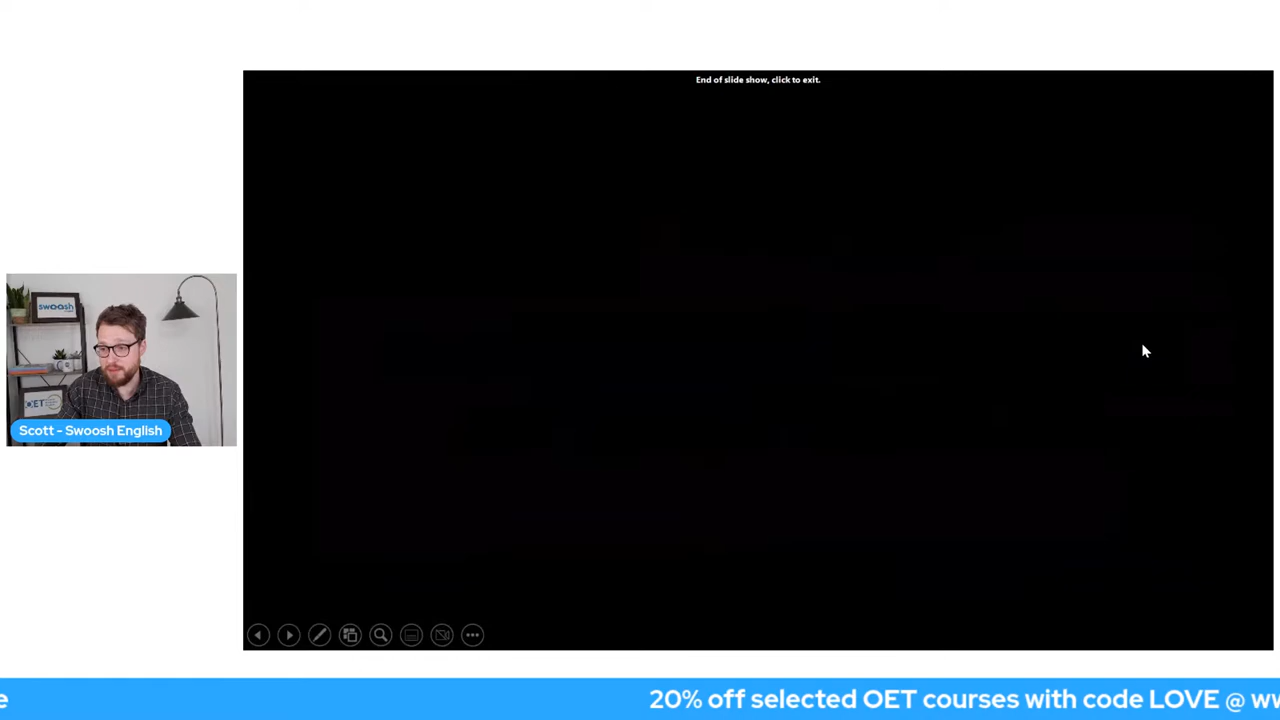 End of slide show, click to exit.
swoosh
OET
Scott - Swoosh English
e
20% off selected OET courses with code LOVE @ ww